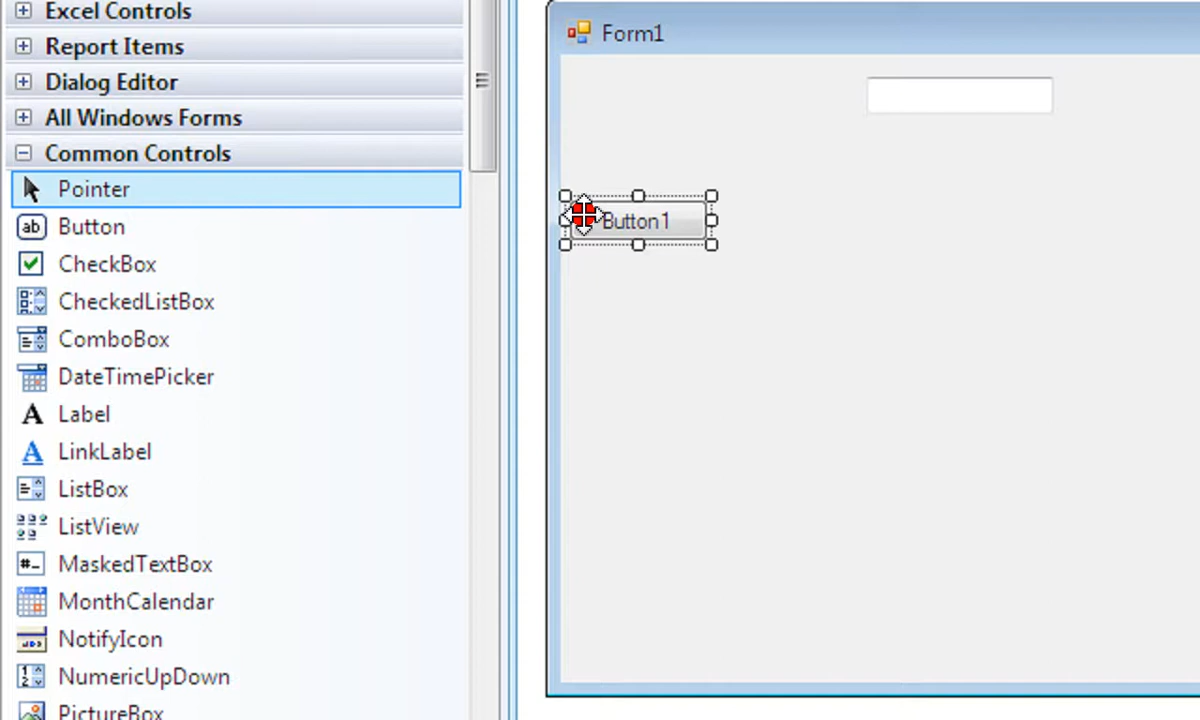 Excel Controls
Report Items
Dialog Editor
All Windows Forms
Common Controls
Pointer
Button
CheckBox
CheckedListBox
ComboBox
DateTimePicker
Label
LinkLabel
ListBox
ListView
MaskedTextBox
MonthCalendar
NotifyIcon
NumericUpDown
PictureBox
Form1
Button1